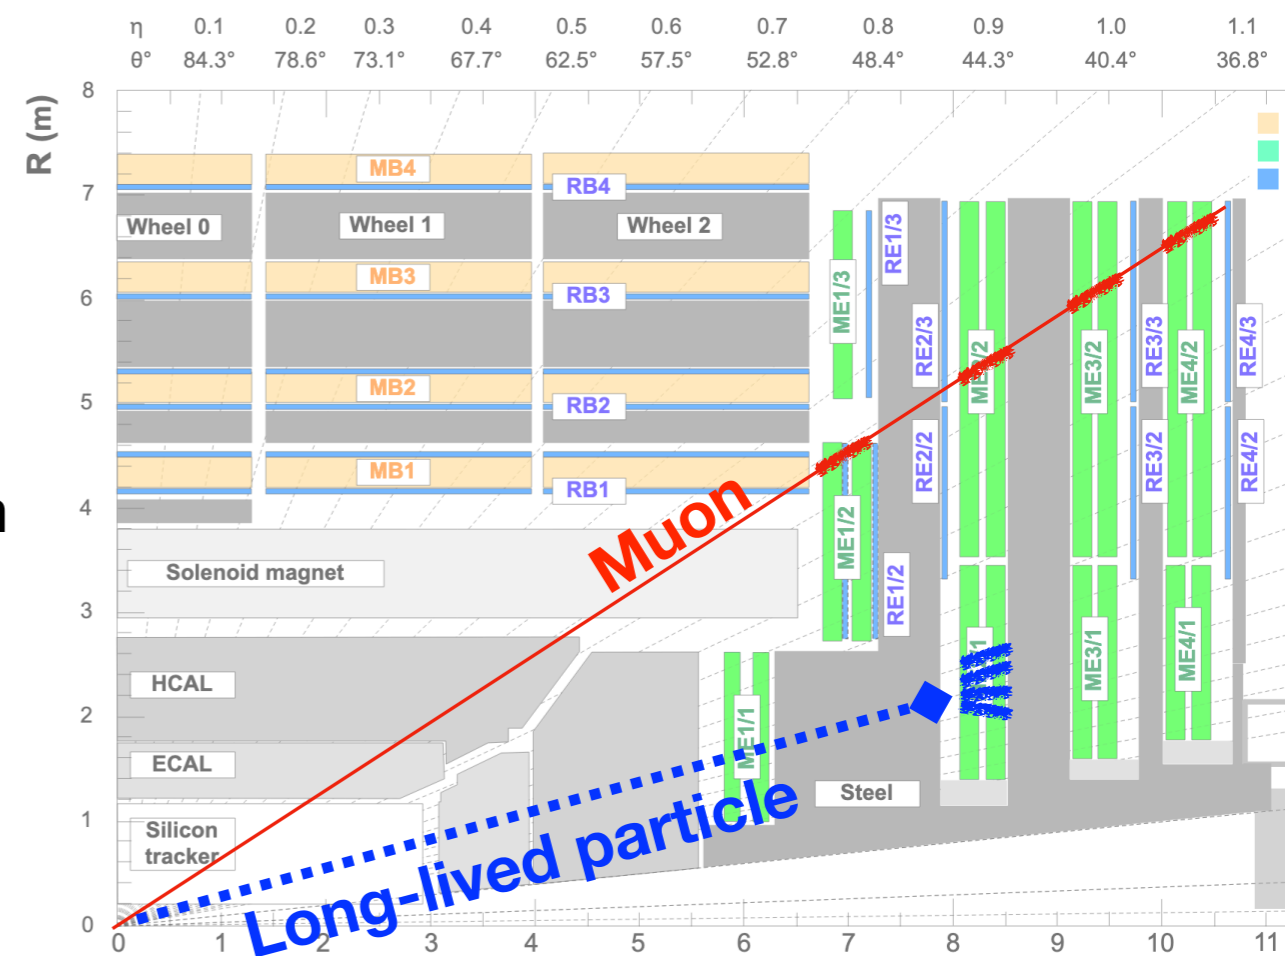 η 0.1 0.2 0.3 0.4 0.5 0.6 0.7 0.8 0.9 1.0 1.1
θ° 84.3° 78.6° 73.1° 67.7° 62.5° 57.5° 52.8° 48.4° 44.3° 40.4° 36.8°
R (m)
8
7
6
5
4
3
2
1
0
MB4
RB4
Wheel 0
Wheel 1
Wheel 2
MB3
RB3
MB2
RB2
MB1
RB1
n
Solenoid magnet
HCAL
ECAL
Silicon
tracker
Steel
ME1/3
RE1/3
ME1/2
RE1/2
ME1/1
RE2/3
RE2/2
ME3/2
ME3/1
RE3/3
RE3/2
ME4/2
ME4/1
RE4/3
RE4/2
Muon
Long-lived particle
0 1 2 3 4 5 6 7 8 9 10 11